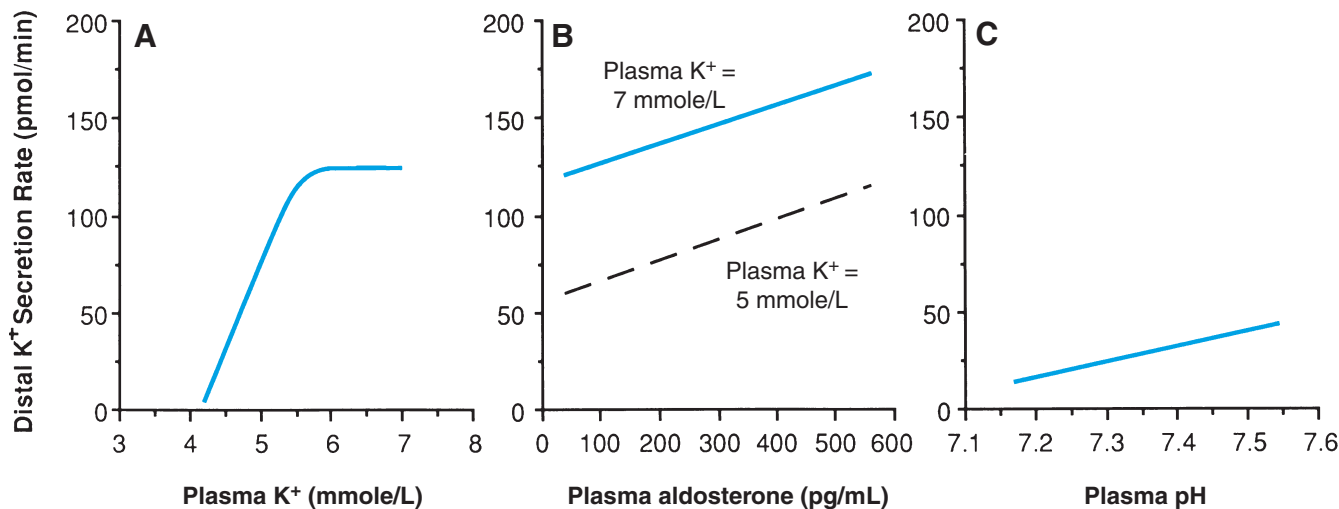 Distal K⁺ Secretion Rate (pmol/min)
A
200
150
100
50
0
3 4 5 6 7 8
Plasma K⁺ (mmole/L)
B
200
150
100
50
0
Plasma K⁺ =
7 mmole/L
Plasma K⁺ =
5 mmole/L
0 100 200 300 400 500 600
Plasma aldosterone (pg/mL)
C
200
150
100
50
0
7.1 7.2 7.3 7.4 7.5 7.6
Plasma pH